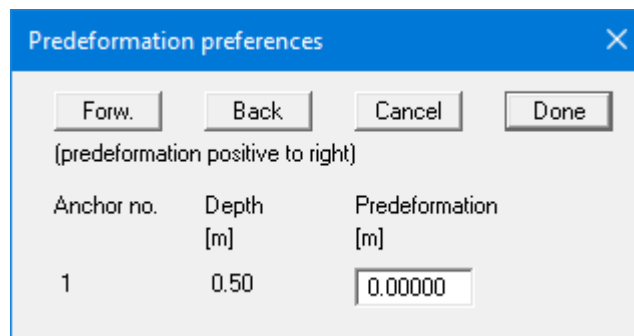 Predeformation preferences
Forw. Back Cancel Done
(predeformation positive to right)
Anchor no. Depth Predeformation
[m] [m]
1 0.50 0.00000